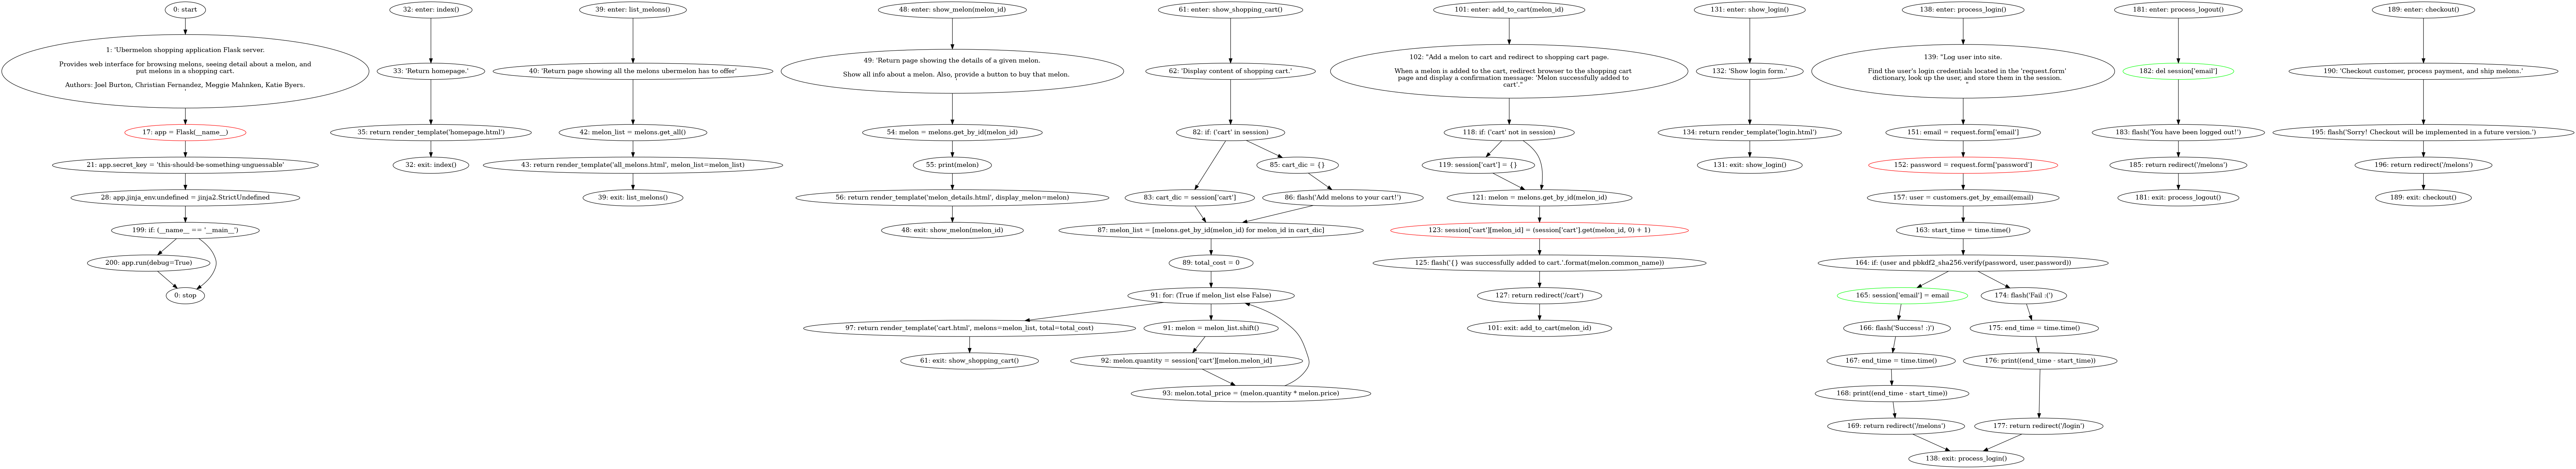 0: start
1: 'Ubermelon shopping application Flask server.
Provides web interface for browsing melons, seeing detail about a melon, and
put melons in a shopping cart.
Authors: Joel Burton, Christian Fernandez, Meggie Mahnken, Katie Byers.
'
17: app = Flask(__name__)
21: app.secret_key = 'this-should-be-something-unguessable'
28: app.jinja_env.undefined = jinja2.StrictUndefined
199: if: (__name__ == '__main__')
200: app.run(debug=True)
0: stop
32: enter: index()
33: 'Return homepage.'
35: return render_template('homepage.html')
32: exit: index()
39: enter: list_melons()
40: 'Return page showing all the melons ubermelon has to offer'
42: melon_list = melons.get_all()
43: return render_template('all_melons.html', melon_list=melon_list)
39: exit: list_melons()
48: enter: show_melon(melon_id)
49: 'Return page showing the details of a given melon.
Show all info about a melon. Also, provide a button to buy that melon.
'
54: melon = melons.get_by_id(melon_id)
55: print(melon)
56: return render_template('melon_details.html', display_melon=melon)
48: exit: show_melon(melon_id)
61: enter: show_shopping_cart()
62: 'Display content of shopping cart.'
82: if: ('cart' in session)
85: cart_dic = {}
83: cart_dic = session['cart']
86: flash('Add melons to your cart!')
87: melon_list = [melons.get_by_id(melon_id) for melon_id in cart_dic]
89: total_cost = 0
91: for: (True if melon_list else False)
97: return render_template('cart.html', melons=melon_list, total=total_cost)
91: melon = melon_list.shift()
61: exit: show_shopping_cart()
92: melon.quantity = session['cart'][melon.melon_id]
93: melon.total_price = (melon.quantity * melon.price)
101: enter: add_to_cart(melon_id)
102: "Add a melon to cart and redirect to shopping cart page.
When a melon is added to the cart, redirect browser to the shopping cart
page and display a confirmation message: 'Melon successfully added to
cart'."
118: if: ('cart' not in session)
119: session['cart'] = {}
121: melon = melons.get_by_id(melon_id)
123: session['cart'][melon_id] = (session['cart'].get(melon_id, 0) + 1)
125: flash('{} was successfully added to cart.'.format(melon.common_name))
127: return redirect('/cart')
101: exit: add_to_cart(melon_id)
131: enter: show_login()
132: 'Show login form.'
134: return render_template('login.html')
131: exit: show_login()
138: enter: process_login()
139: "Log user into site.
Find the user's login credentials located in the 'request.form'
dictionary, look up the user, and store them in the session.
"
151: email = request.form['email']
152: password = request.form['password']
157: user = customers.get_by_email(email)
163: start_time = time.time()
164: if: (user and pbkdf2_sha256.verify(password, user.password))
165: session['email'] = email
174: flash('Fail :(')
166: flash('Success! :)')
175: end_time = time.time()
167: end_time = time.time()
176: print((end_time - start_time))
168: print((end_time - start_time))
169: return redirect('/melons')
177: return redirect('/login')
138: exit: process_login()
181: enter: process_logout()
182: del session['email']
183: flash('You have been logged out!')
185: return redirect('/melons')
181: exit: process_logout()
189: enter: checkout()
190: 'Checkout customer, process payment, and ship melons.'
195: flash('Sorry! Checkout will be implemented in a future version.')
196: return redirect('/melons')
189: exit: checkout()